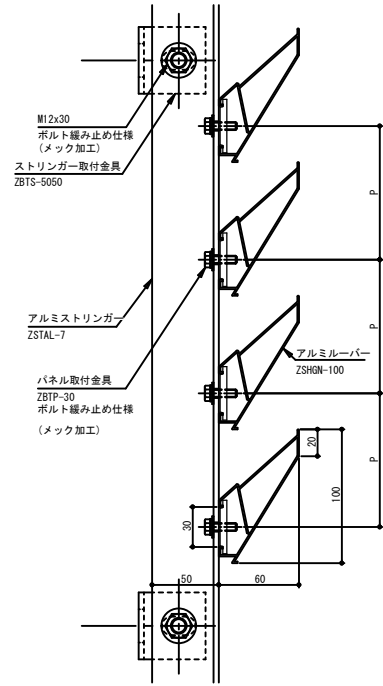 M12x30
ボルト緩み止め仕様
(メック加工)
ストリンガー取付金具
ZBTS-5050
アルミストリンガー
ZSTAL-7
パネル取付金具
ZBTP-30
ボルト緩み止め仕様
(メック加工)
P
P
アルミルーバー
ZSHGN-100
P
20
100
30
50
60